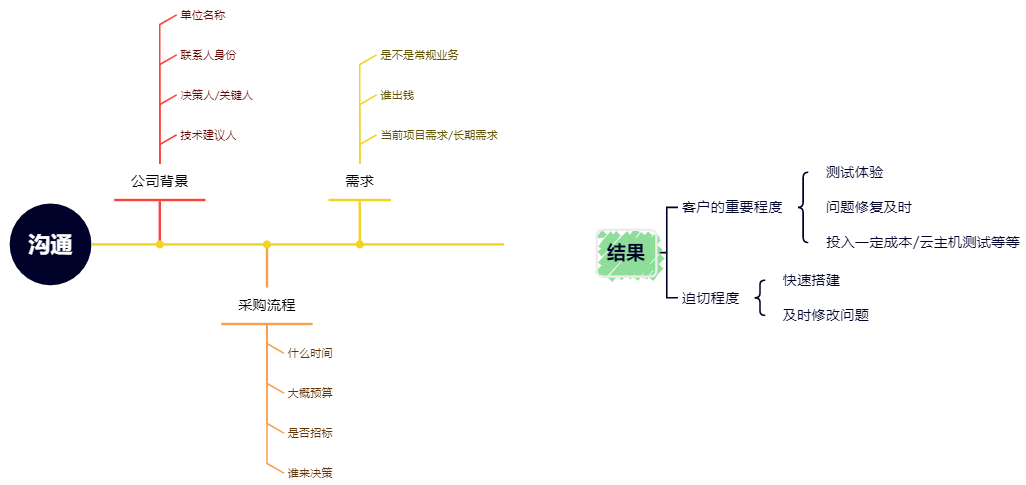 沟通
公司背景
单位名称
联系人身份
决策人/关键人
技术建议人
采购流程
什么时间
大概预算
是否招标
谁来决策
需求
是不是常规业务
谁出钱
当前项目需求/长期需求
结果
客户的重要程度
测试体验
问题修复及时
投入一定成本/云主机测试等等
迫切程度
快速搭建
及时修改问题